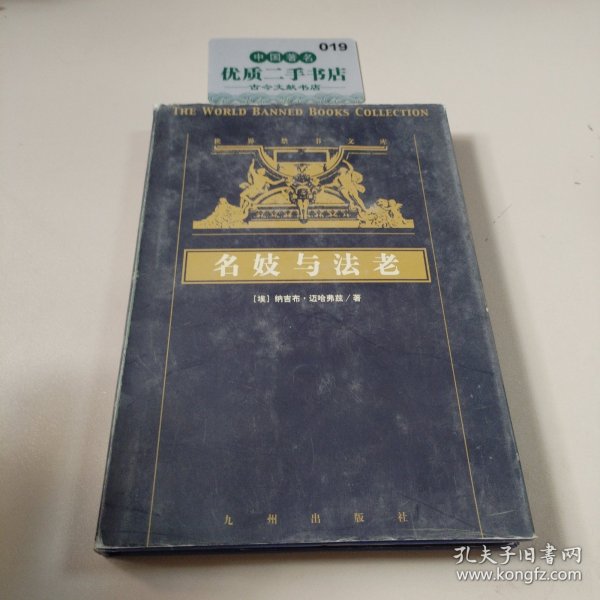 019
中国著名
优质二手书店
古今文献书店
THE WORLD BANNED BOOKS COLLECTION
世界禁书文库
名妓与法老
[埃] 纳吉布·迈哈弗兹/著
九州出版社
孔夫子旧书网
www.kongfz.com